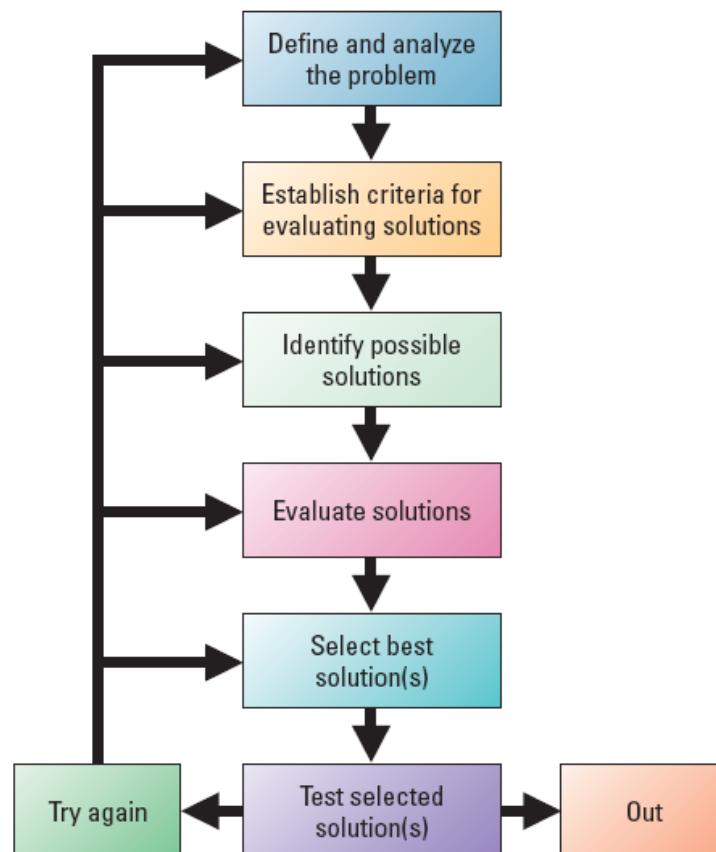 Define and analyze
the problem
Establish criteria for
evaluating solutions
Identify possible
solutions
Evaluate solutions
Select best
solution(s)
Try again
Test selected
solution(s)
Out